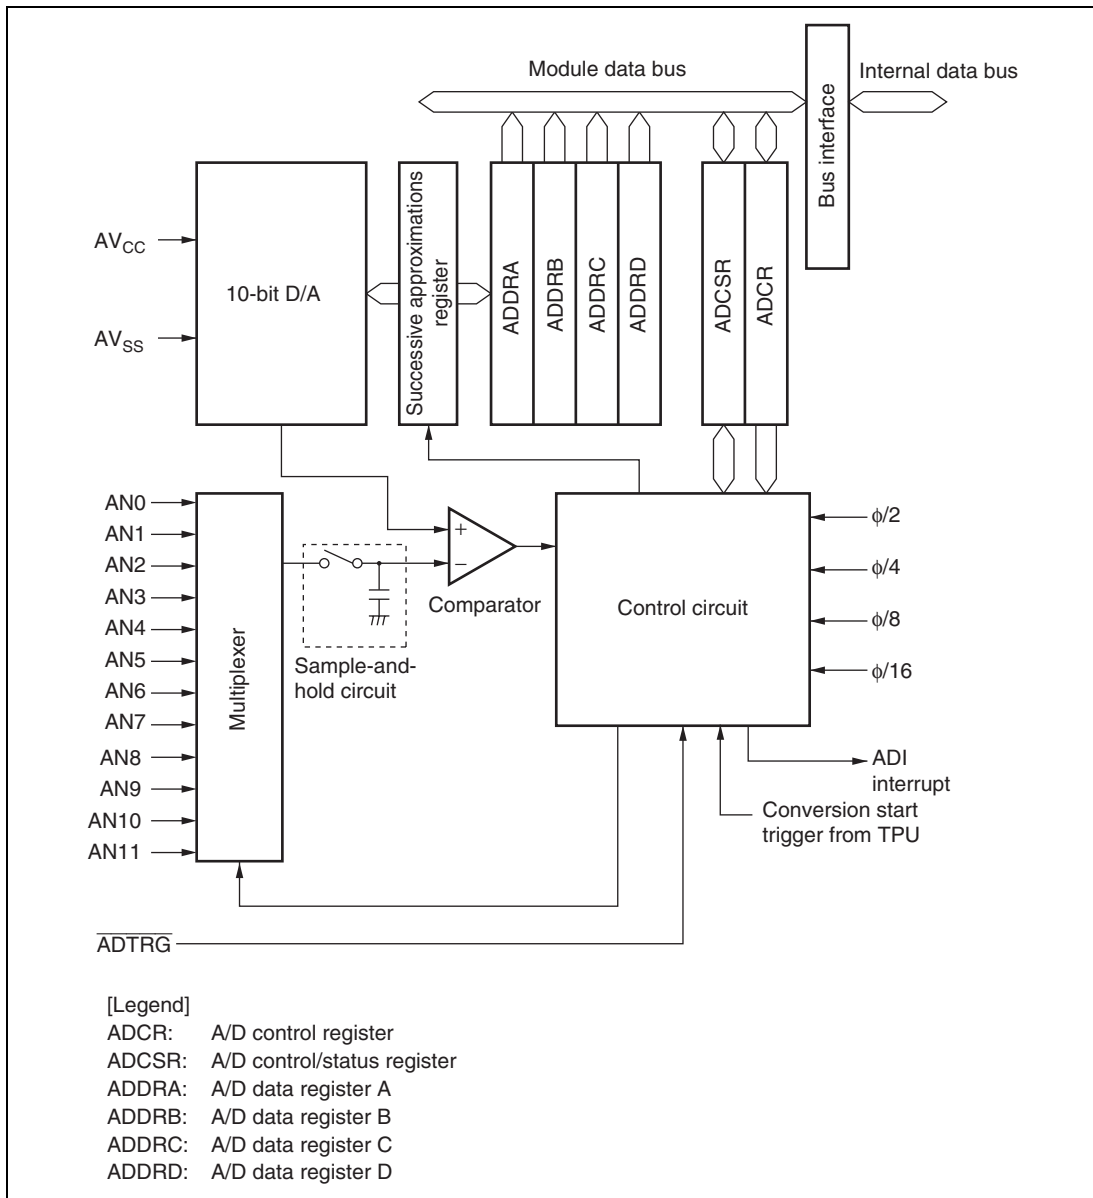 Module data bus
Internal data bus
Bus interface
AVCC
AVSS
10-bit D/A
Successive approximations
register
ADDRA
ADDRB
ADDRC
ADDRD
ADCSR
ADCR
AN0
AN1
AN2
AN3
AN4
AN5
AN6
AN7
AN8
AN9
AN10
AN11
Multiplexer
+
−
Comparator
Sample-and-
hold circuit
Control circuit
ϕ/2
ϕ/4
ϕ/8
ϕ/16
ADI
interrupt
Conversion start
trigger from TPU
ADTRG
[Legend]
ADCR: A/D control register
ADCSR: A/D control/status register
ADDRA: A/D data register A
ADDRB: A/D data register B
ADDRC: A/D data register C
ADDRD: A/D data register D